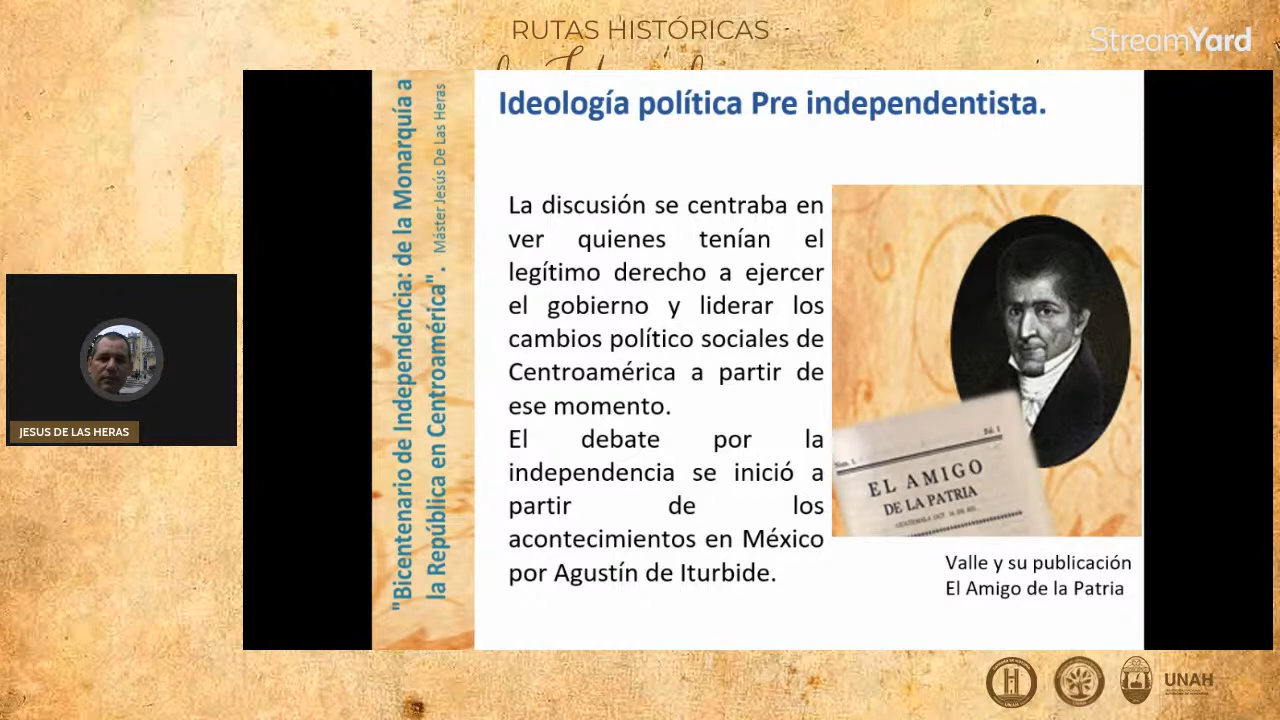 RUTAS HISTÓRICAS
StreamYard
"Bicentenario de Independencia: de la Monarquía a
la República en Centroamérica". Máster Jesús De Las Heras
Ideología política Pre independentista.
La discusión se centraba en
ver quienes tenían el
legítimo derecho a ejercer
el gobierno y liderar los
cambios político sociales de
Centroamérica a partir de
ese momento.
El debate por la
independencia se inició a
partir de los
acontecimientos en México
por Agustín de Iturbide.
Num. 1.
Fol. 1
EL AMIGO
DE LA PATRIA
Valle y su publicación
El Amigo de la Patria
JESUS DE LAS HERAS
UNAH